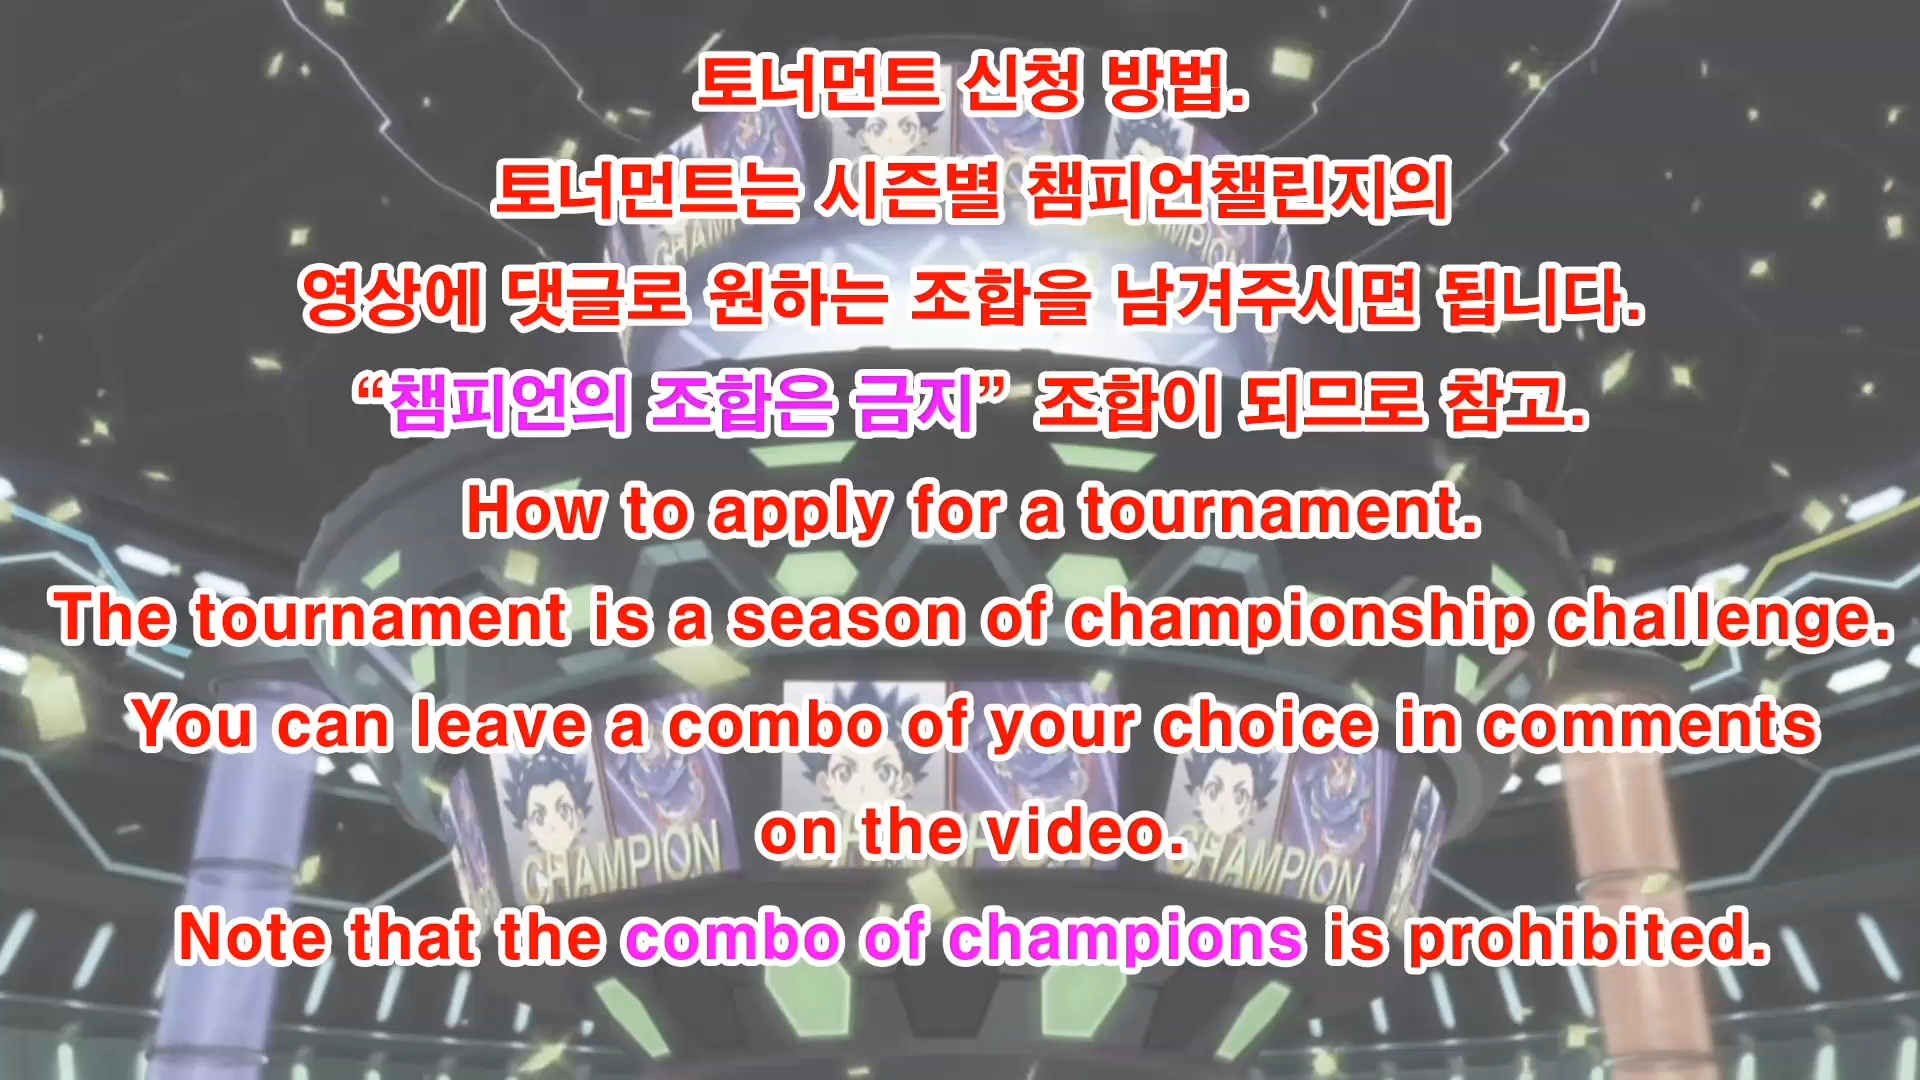 토너먼트 신청 방법.
토너먼트는 시즌별 챔피언챌린지의
영상에 댓글로 원하는 조합을 남겨주시면 됩니다.
“챔피언의 조합은 금지” 조합이 되므로 참고.
How to apply for a tournament.
The tournament is a season of championship challenge.
You can leave a combo of your choice in comments
on the video.
Note that the combo of champions is prohibited.
CHAMPION
CHAMPION